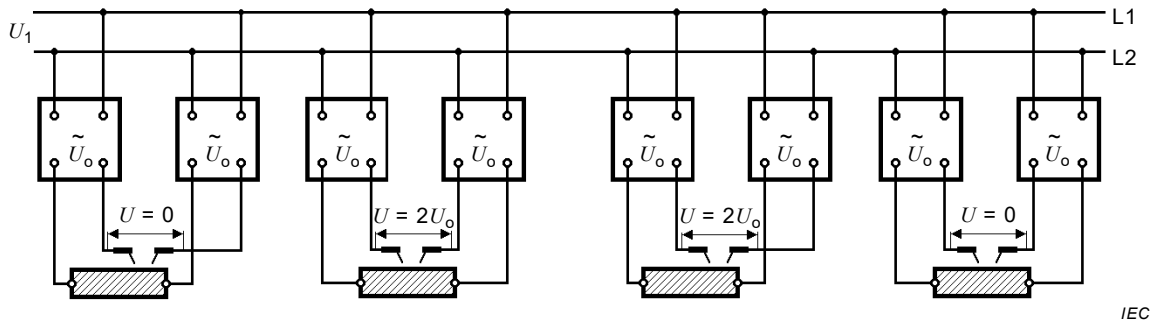 L1
U1
L2
~ ~ ~ ~ ~ ~ ~ ~
Uo Uo Uo Uo Uo Uo Uo Uo
U = 0 U = 2Uo U = 2Uo U = 0
IEC